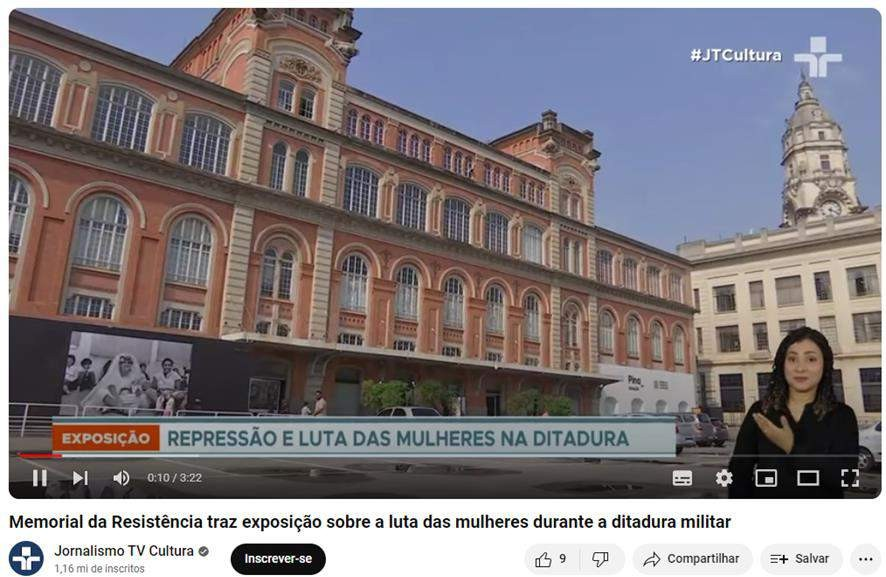 #JTCultura
Pina
EXPOSIÇÃO
REPRESSÃO E LUTA DAS MULHERES NA DITADURA
0:10 / 3:22
Memorial da Resistência traz exposição sobre a luta das mulheres durante a ditadura militar
Jornalismo TV Cultura
1,16 mi de inscritos
Inscrever-se
9
Compartilhar
Salvar